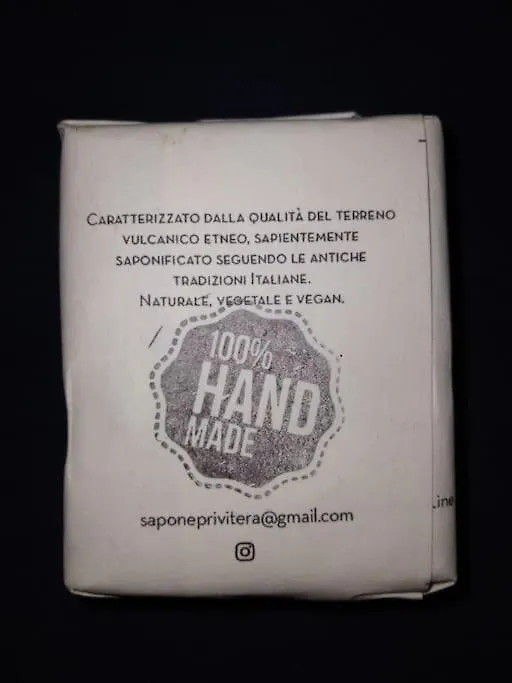 Caratterizzato dalla qualità del terreno
vulcanico etneo, sapientemente
saponificato seguendo le antiche
tradizioni Italiane.
Naturale, vegetale e vegan.
100%
HAND
MADE
saponeprivitera@gmail.com
Line